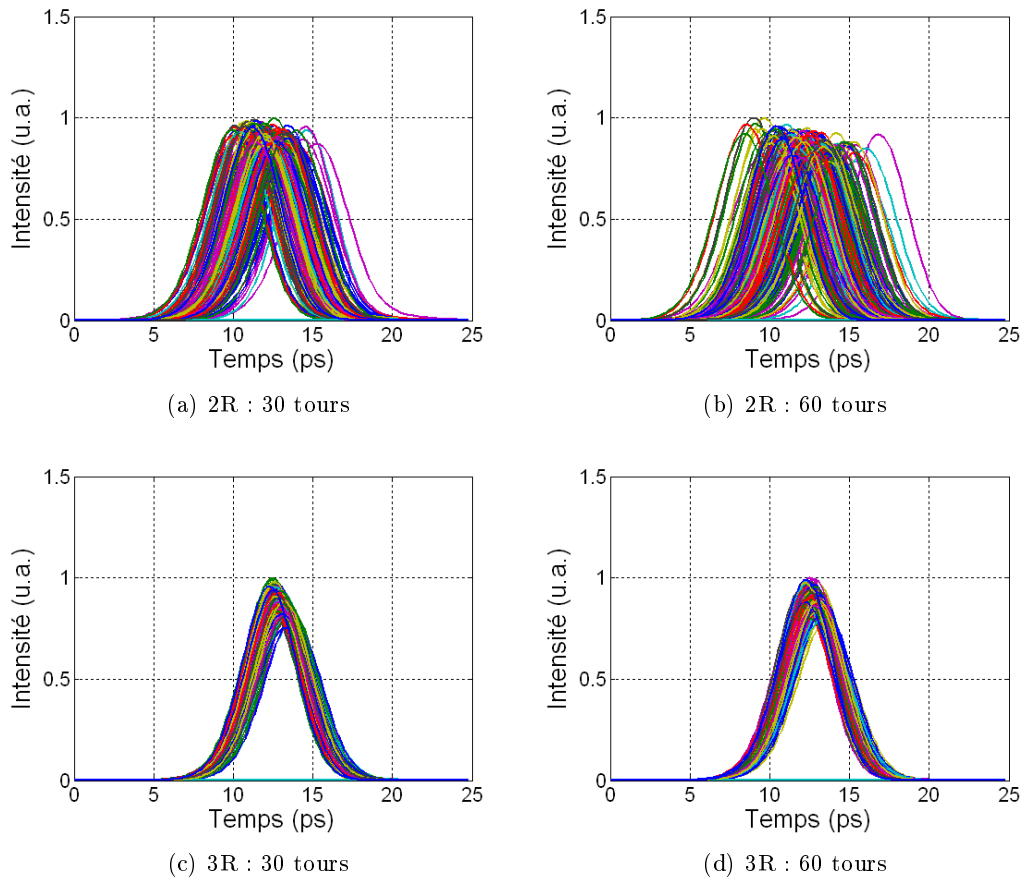 1.5
1
0.5
0
Intensité (u.a.)
0 5 10 15 20 25
Temps (ps)
(a) 2R : 30 tours
1.5
1
0.5
0
Intensité (u.a.)
0 5 10 15 20 25
Temps (ps)
(b) 2R : 60 tours
1.5
1
0.5
0
Intensité (u.a.)
0 5 10 15 20 25
Temps (ps)
(c) 3R : 30 tours
1.5
1
0.5
0
Intensité (u.a.)
0 5 10 15 20 25
Temps (ps)
(d) 3R : 60 tours